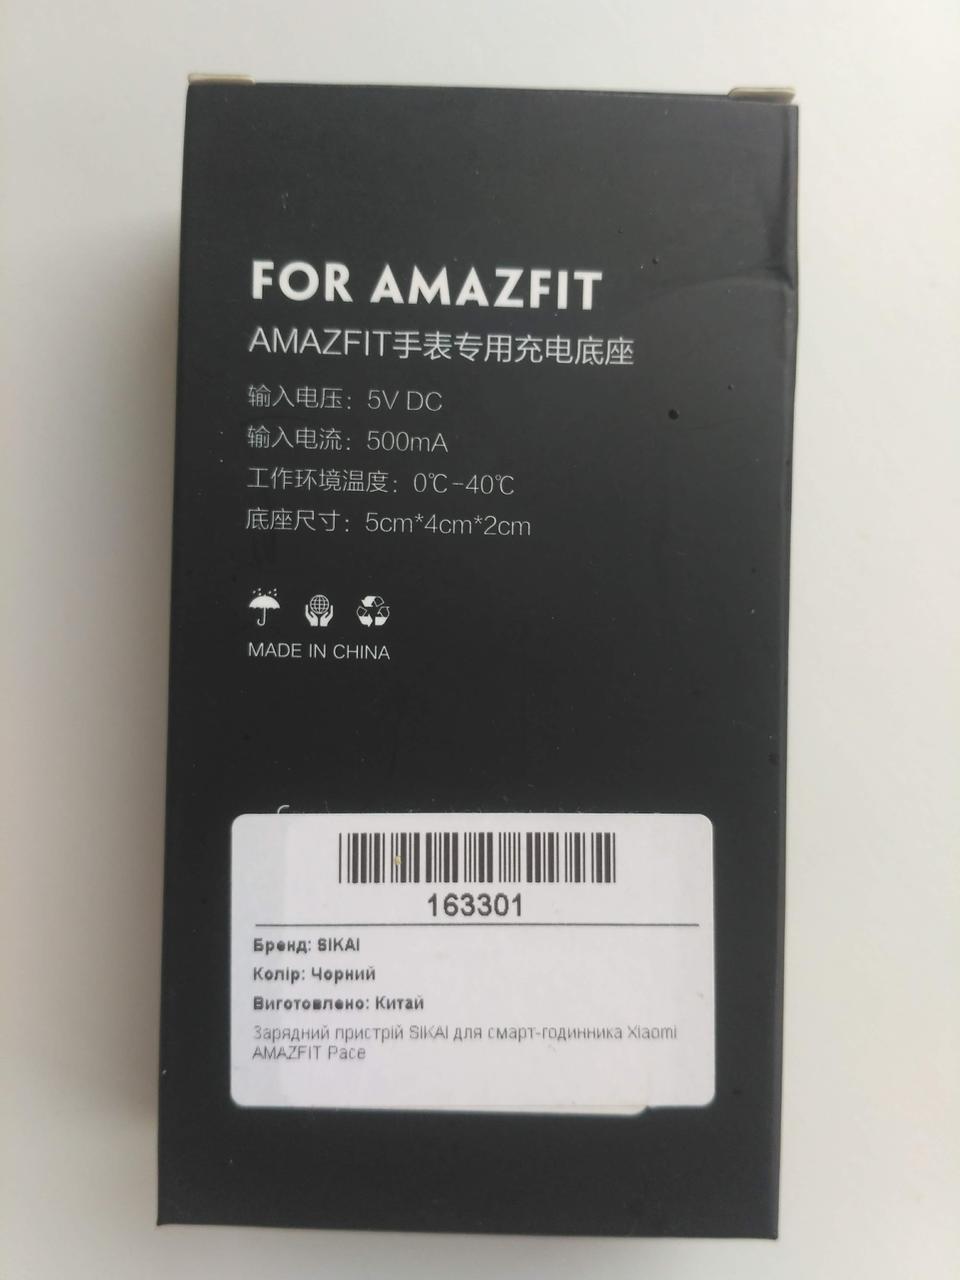 FOR AMAZFIT
AMAZFIT手表专用充电底座
输入电压：5V DC
输入电流：500mA
工作环境温度：0℃-40℃
底座尺寸：5cm*4cm*2cm
MADE IN CHINA
163301
Бренд: SIKAI
Колір: Чорний
Виготовлено: Китай
Зарядний пристрій SIKAI для смарт-годинника Xiaomi
AMAZFIT Pace